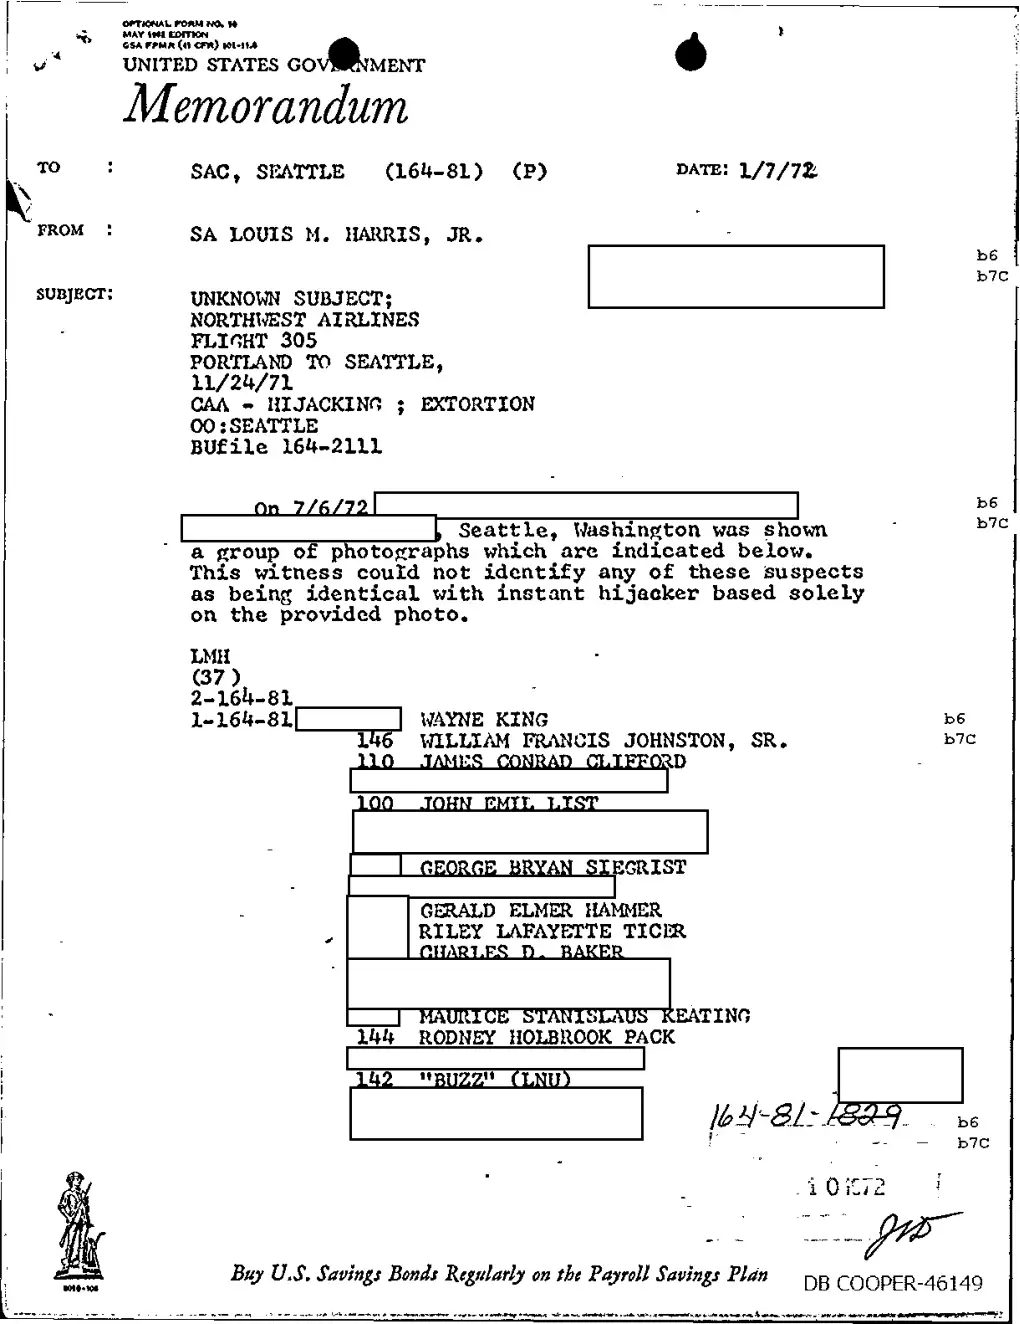 OPTIONAL FORM NO. 10
MAY 1962 EDITION
GSA FPMR (41 CFR) 101-11.6
UNITED STATES GOVERNMENT
Memorandum
TO : SAC, SEATTLE (164-81) (P) DATE: 1/7/72
FROM : SA LOUIS M. HARRIS, JR.
b6
b7C
SUBJECT: UNKNOWN SUBJECT;
NORTHWEST AIRLINES
FLIGHT 305
PORTLAND TO SEATTLE,
11/24/71
CAA - HIJACKING ; EXTORTION
OO:SEATTLE
BUfile 164-2111
On 7/6/72 b6
, Seattle, Washington was shown b7C
a group of photographs which are indicated below.
This witness could not identify any of these suspects
as being identical with instant hijacker based solely
on the provided photo.
LMH
(37)
2-164-81
1-164-81 WAYNE KING b6
146 WILLIAM FRANCIS JOHNSTON, SR. b7C
110 JAMES CONRAD CLIFFORD
100 JOHN EMIL LIST
GEORGE BRYAN SIEGRIST
GERALD ELMER HAMMER
RILEY LAFAYETTE TICER
CHARLES D. BAKER
MAURICE STANISLAUS KEATING
144 RODNEY HOLBROOK PACK
142 "BUZZ" (LNU)
164-81-1829 b6
b7C
Buy U.S. Savings Bonds Regularly on the Payroll Savings Plan
DB COOPER-46149